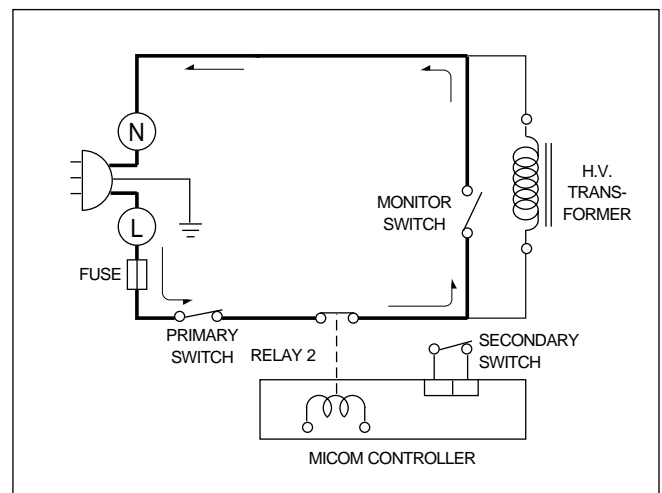 N
H.V.
TRANS-
FORMER
MONITOR
SWITCH
L
FUSE
PRIMARY
SWITCH
RELAY 2
SECONDARY
SWITCH
MICOM CONTROLLER